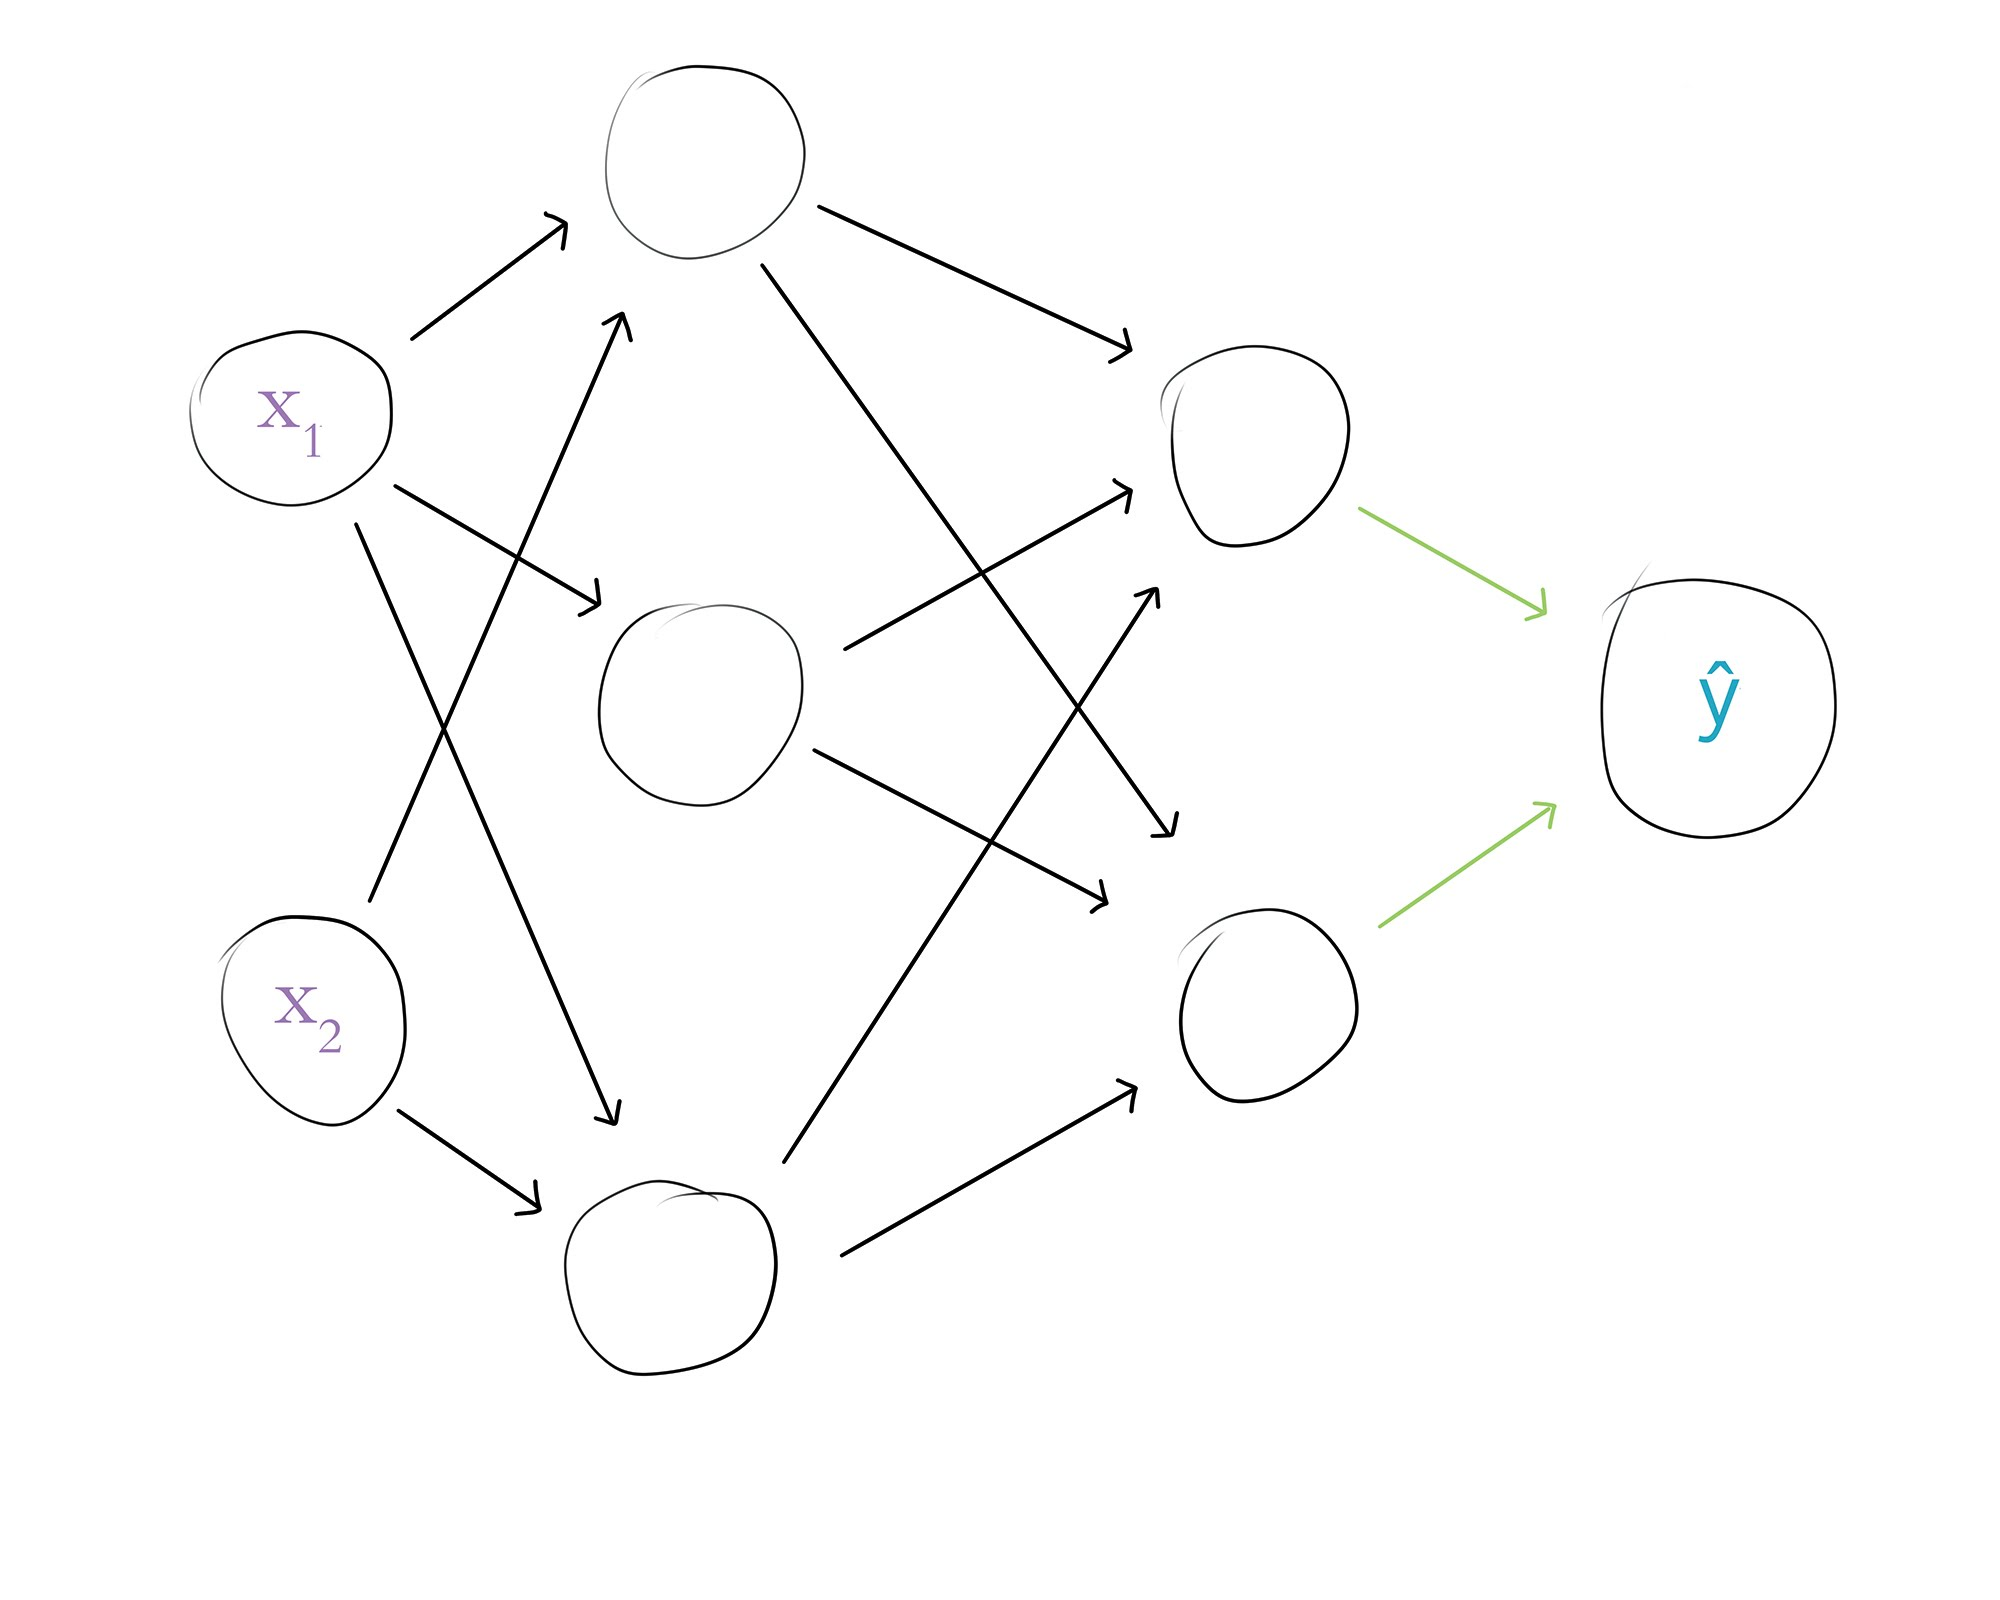 x₁
x₂
ŷ